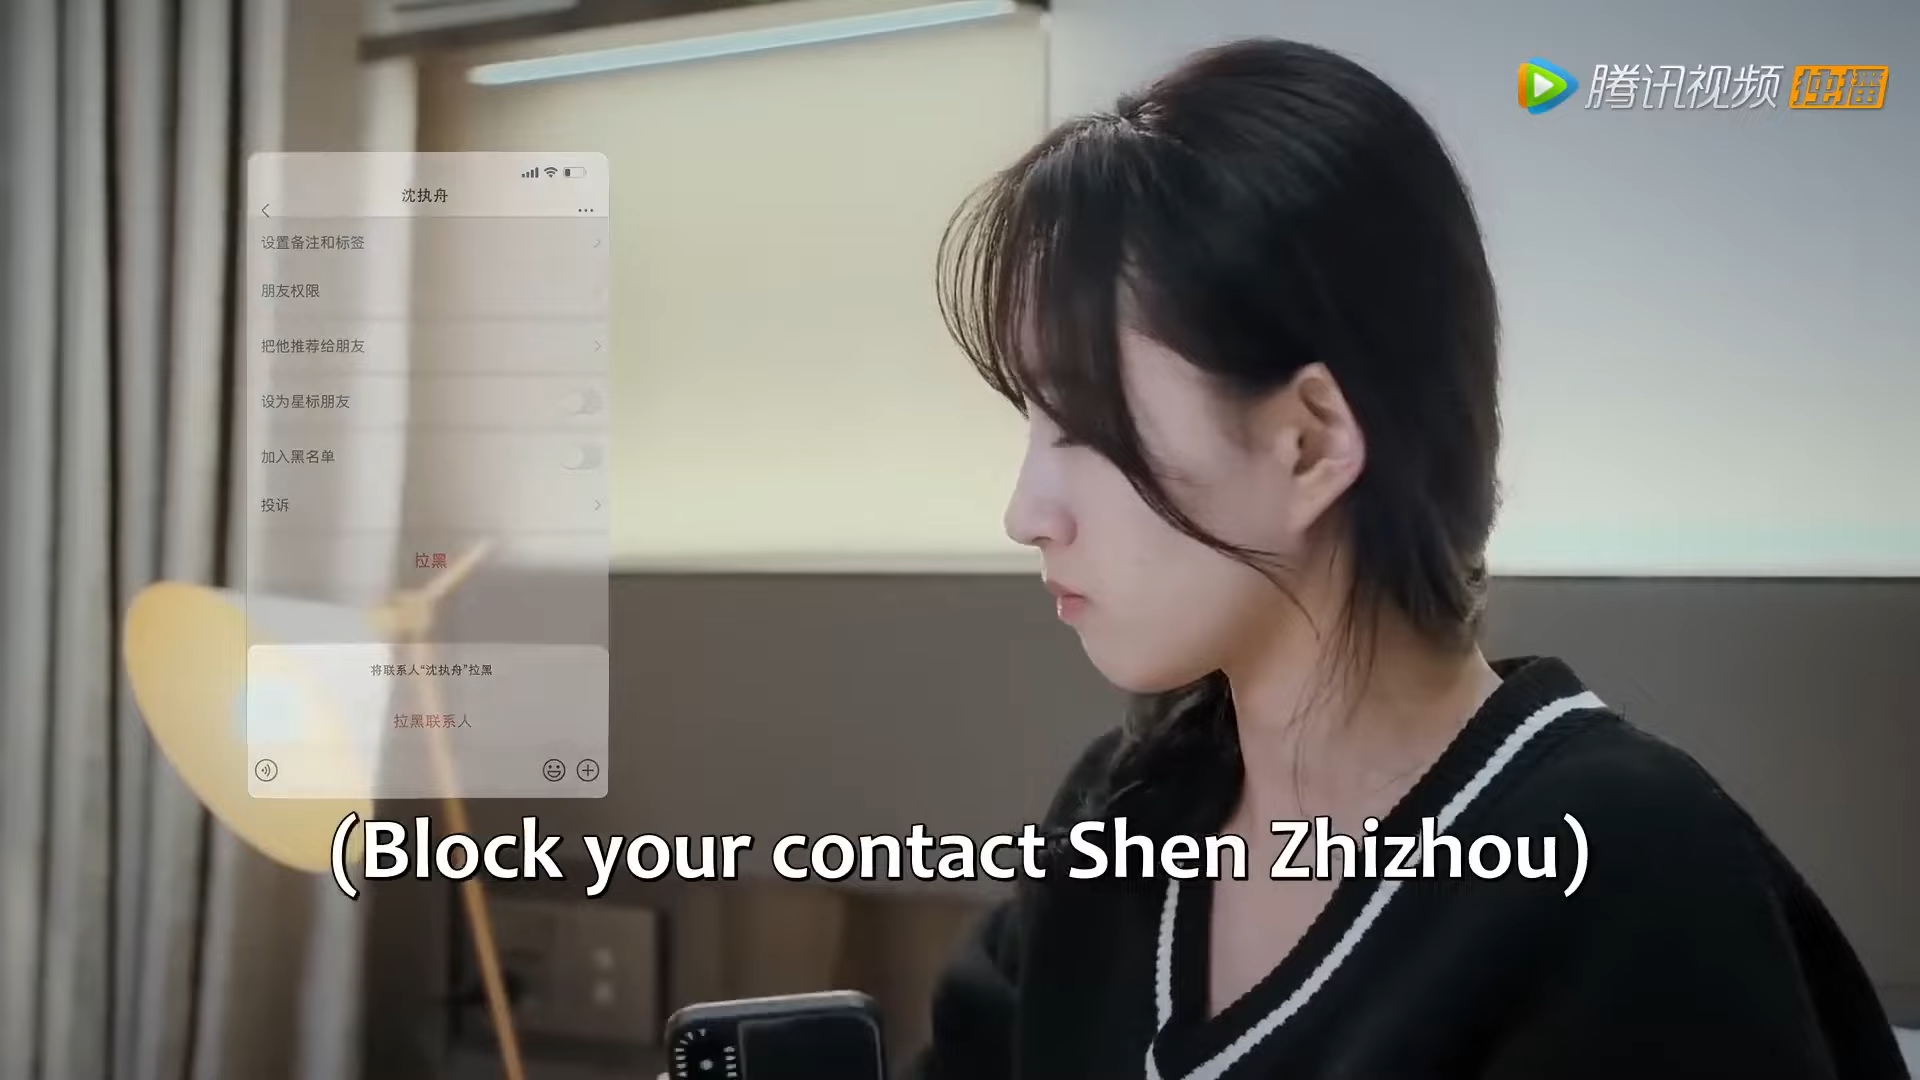 腾讯视频 独播
沈执舟
设置备注和标签
朋友权限
把他推荐给朋友
设为星标朋友
加入黑名单
投诉
拉黑
将联系人“沈执舟”拉黑
拉黑联系人
(Block your contact Shen Zhizhou)